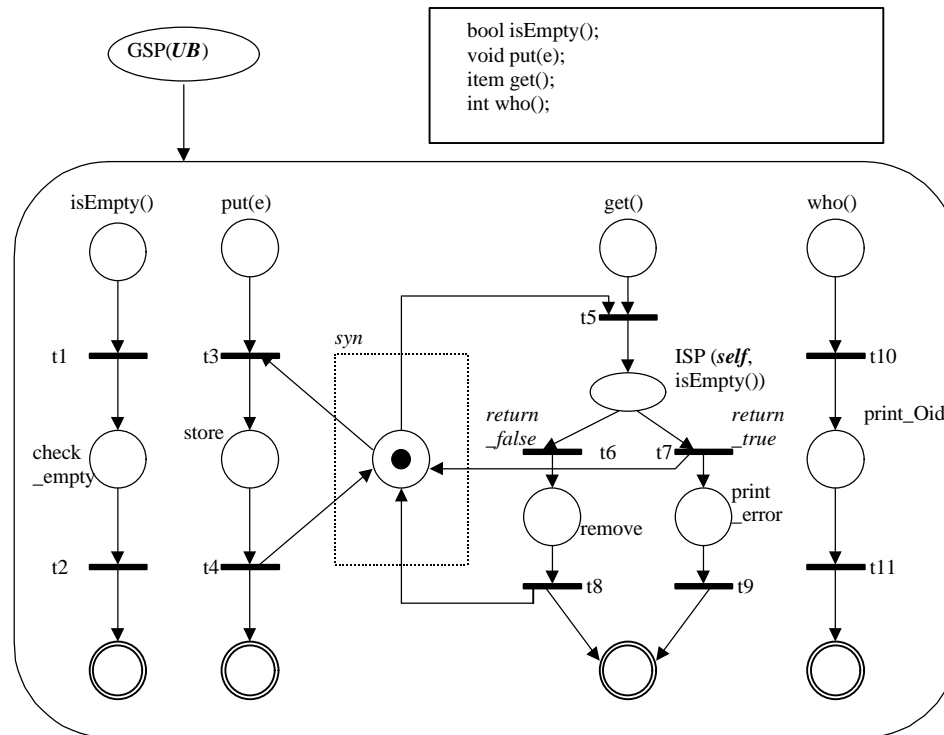 GSP(UB)
bool isEmpty();
void put(e);
item get();
int who();
isEmpty()
put(e)
get()
who()
t5
syn
t1
t3
ISP (self,
isEmpty())
t10
print_Oid
return
_false
return
_true
store
check
_empty
t6
t7
print
_error
remove
t2
t4
t8
t9
t11